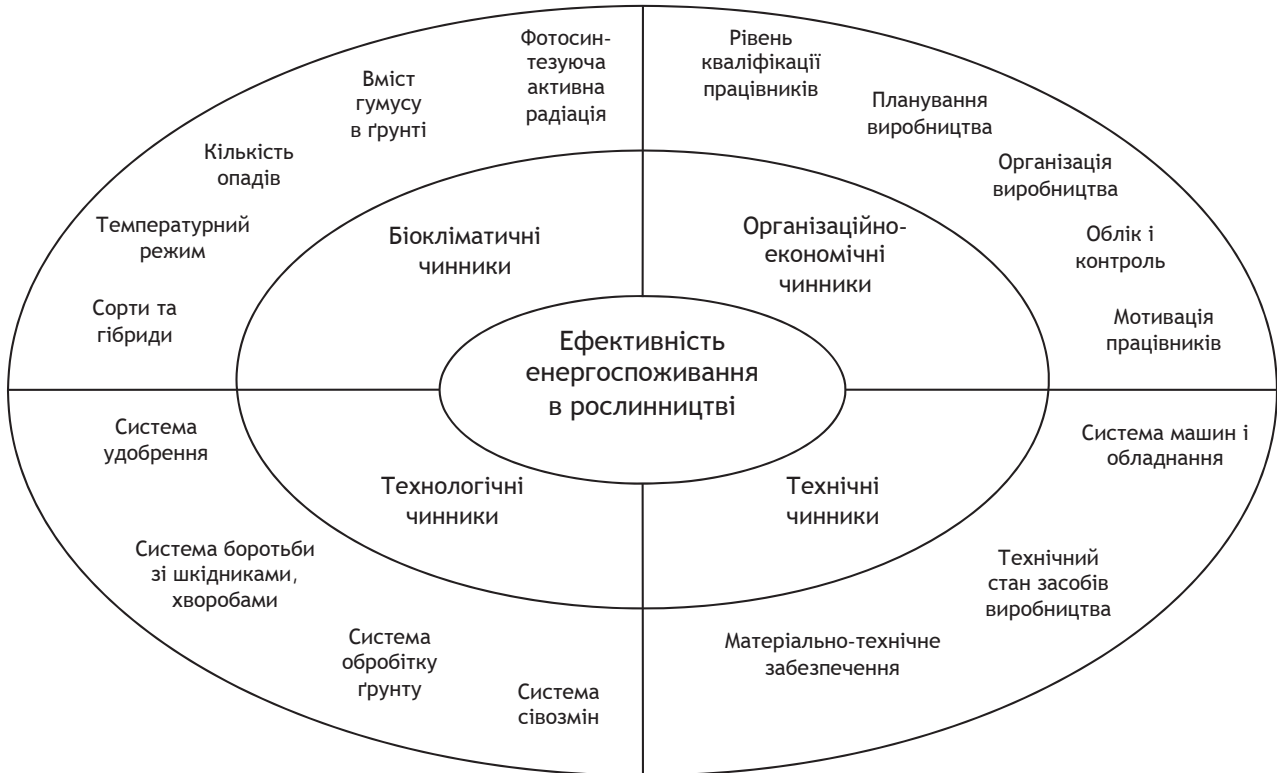 Фотосин-
тезуюча
активна
радіація
Вміст
гумусу
в ґрунті
Кількість
опадів
Температурний
режим
Сорти та
гібриди
Біокліматичні
чинники
Рівень
кваліфікації
працівників
Планування
виробництва
Організація
виробництва
Облік і
контроль
Мотивація
працівників
Організаційно-
економічні
чинники
Ефективність
енергоспоживання
в рослинництві
Система
удобрення
Система боротьби
зі шкідниками,
хворобами
Система
обробітку
ґрунту
Система
сівозмін
Технологічні
чинники
Технічні
чинники
Система машин і
обладнання
Технічний
стан засобів
виробництва
Матеріально-технічне
забезпечення